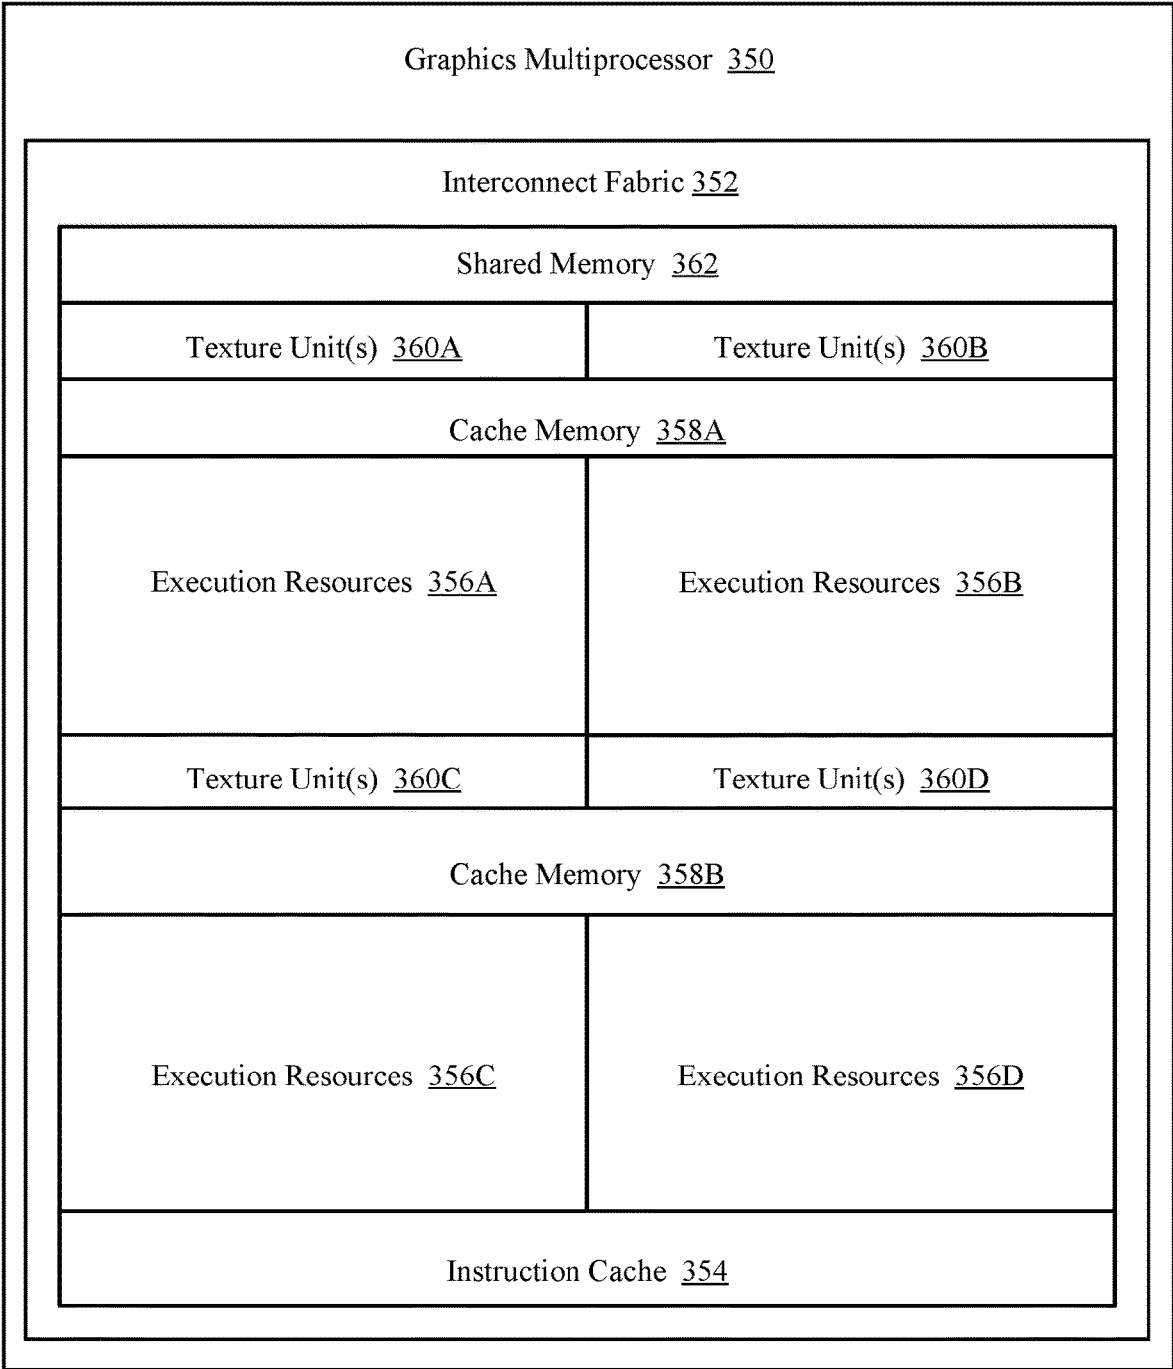 Graphics Multiprocessor 350
Interconnect Fabric 352
Shared Memory 362
Texture Unit(s) 360A
Texture Unit(s) 360B
Cache Memory 358A
Execution Resources 356A
Execution Resources 356B
Texture Unit(s) 360C
Texture Unit(s) 360D
Cache Memory 358B
Execution Resources 356C
Execution Resources 356D
Instruction Cache 354